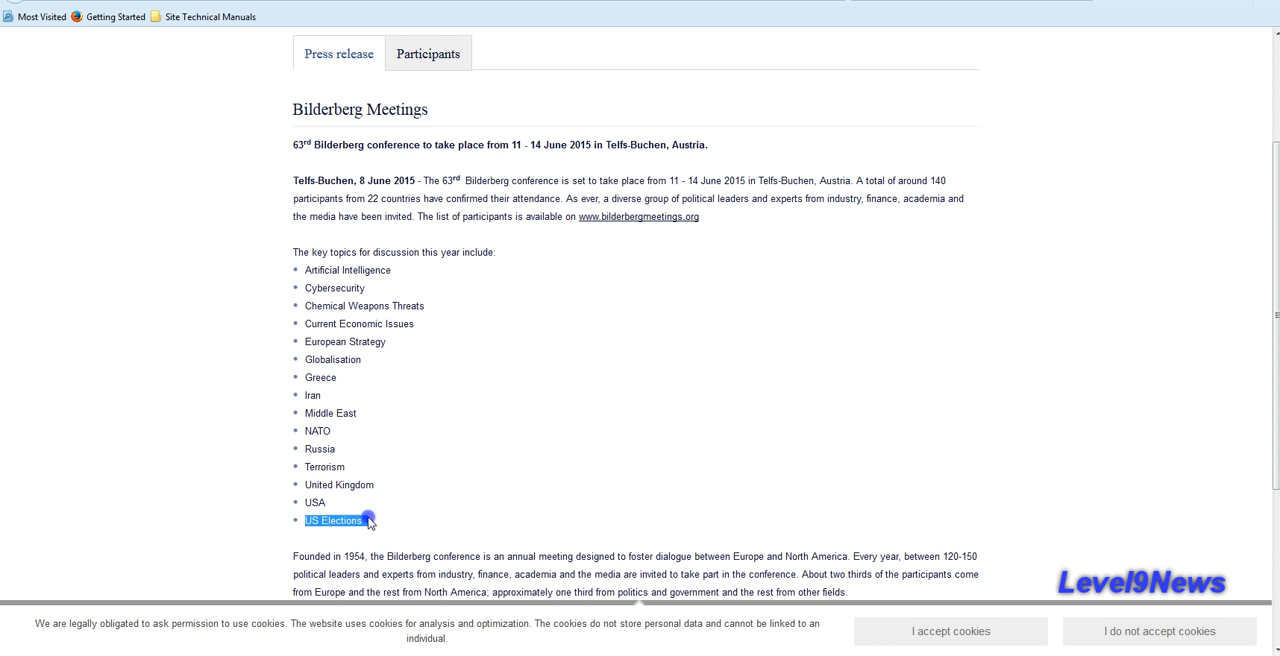 Most Visited Getting Started Site Technical Manuals
Press release Participants
Bilderberg Meetings
63rd Bilderberg conference to take place from 11 - 14 June 2015 in Telfs-Buchen, Austria.
Telfs-Buchen, 8 June 2015 - The 63rd Bilderberg conference is set to take place from 11 - 14 June 2015 in Telfs-Buchen, Austria. A total of around 140
participants from 22 countries have confirmed their attendance. As ever, a diverse group of political leaders and experts from industry, finance, academia and
the media have been invited. The list of participants is available on www.bilderbergmeetings.org
The key topics for discussion this year include:
Artificial Intelligence
Cybersecurity
Chemical Weapons Threats
Current Economic Issues
European Strategy
Globalisation
Greece
Iran
Middle East
NATO
Russia
Terrorism
United Kingdom
USA
US Elections
Founded in 1954, the Bilderberg conference is an annual meeting designed to foster dialogue between Europe and North America. Every year, between 120-150
political leaders and experts from industry, finance, academia and the media are invited to take part in the conference. About two thirds of the participants come
from Europe and the rest from North America; approximately one third from politics and government and the rest from other fields.
Level9News
We are legally obligated to ask permission to use cookies. The website uses cookies for analysis and optimization. The cookies do not store personal data and cannot be linked to an
individual.
I accept cookies I do not accept cookies